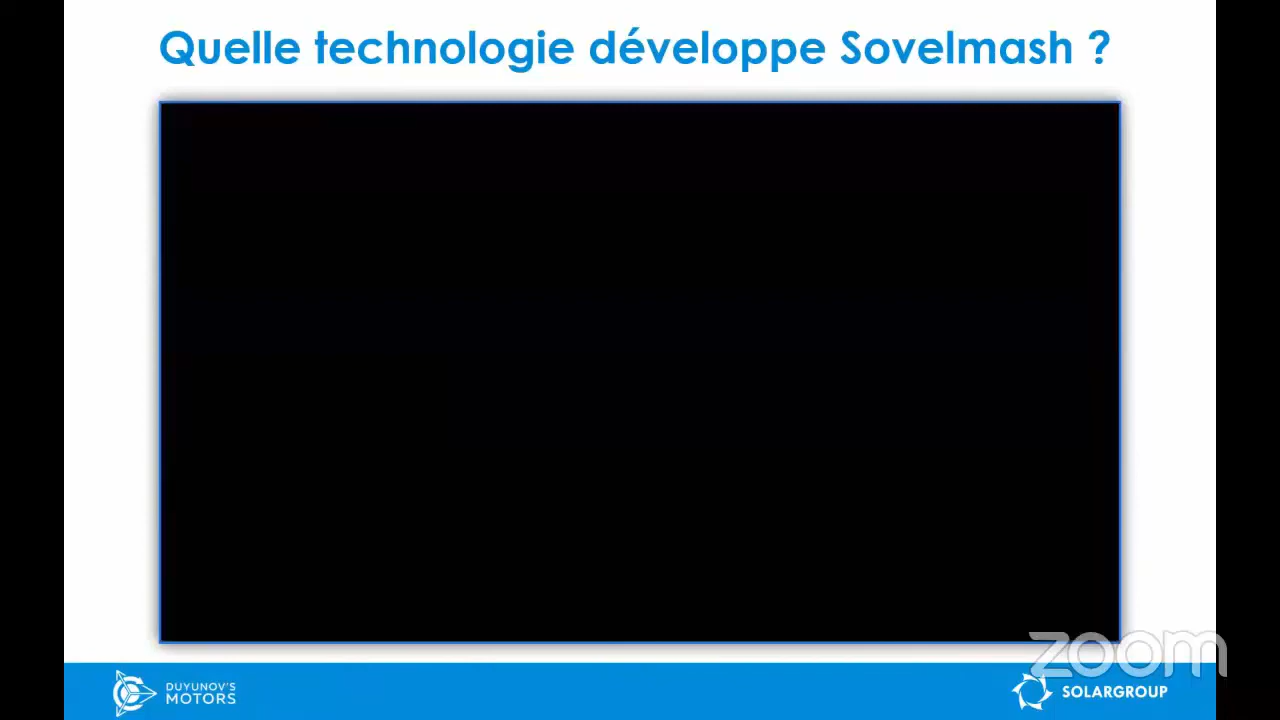 Quelle technologie développe Sovelmash ?
zoom
DUYUNOV'S
MOTORS
SOLARGROUP